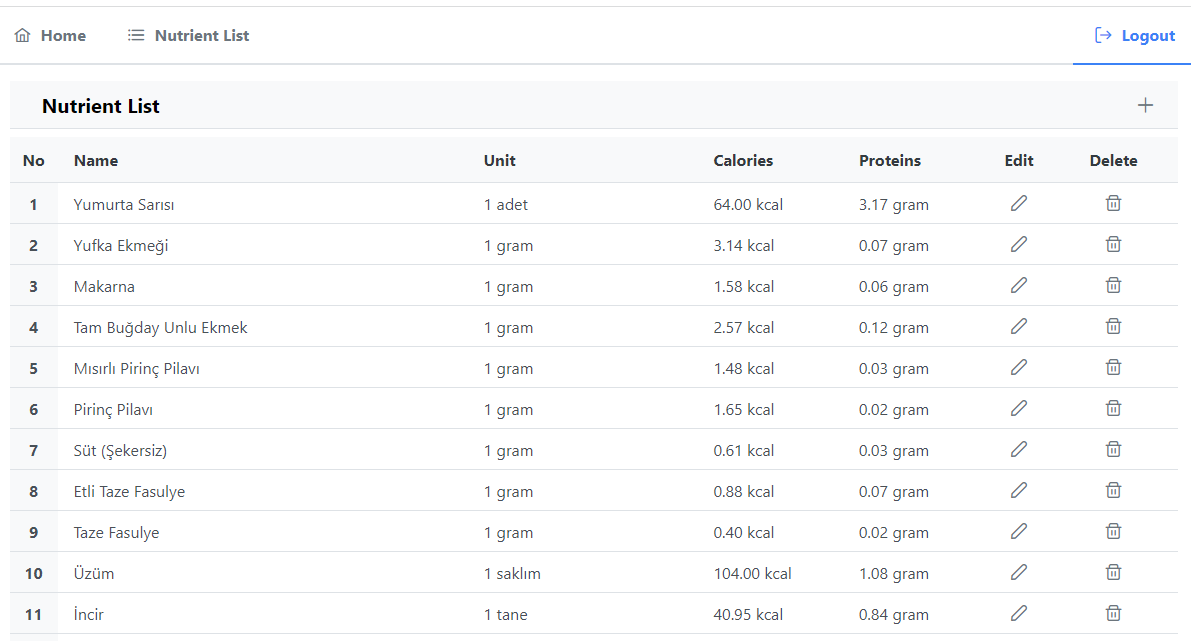 Home Nutrient List Logout
Nutrient List
No Name Unit Calories Proteins Edit Delete
1 Yumurta Sarısı 1 adet 64.00 kcal 3.17 gram
2 Yufka Ekmeği 1 gram 3.14 kcal 0.07 gram
3 Makarna 1 gram 1.58 kcal 0.06 gram
4 Tam Buğday Unlu Ekmek 1 gram 2.57 kcal 0.12 gram
5 Mısırlı Pirinç Pilavı 1 gram 1.48 kcal 0.03 gram
6 Pirinç Pilavı 1 gram 1.65 kcal 0.02 gram
7 Süt (Şekersiz) 1 gram 0.61 kcal 0.03 gram
8 Etli Taze Fasulye 1 gram 0.88 kcal 0.07 gram
9 Taze Fasulye 1 gram 0.40 kcal 0.02 gram
10 Üzüm 1 saklım 104.00 kcal 1.08 gram
11 İncir 1 tane 40.95 kcal 0.84 gram